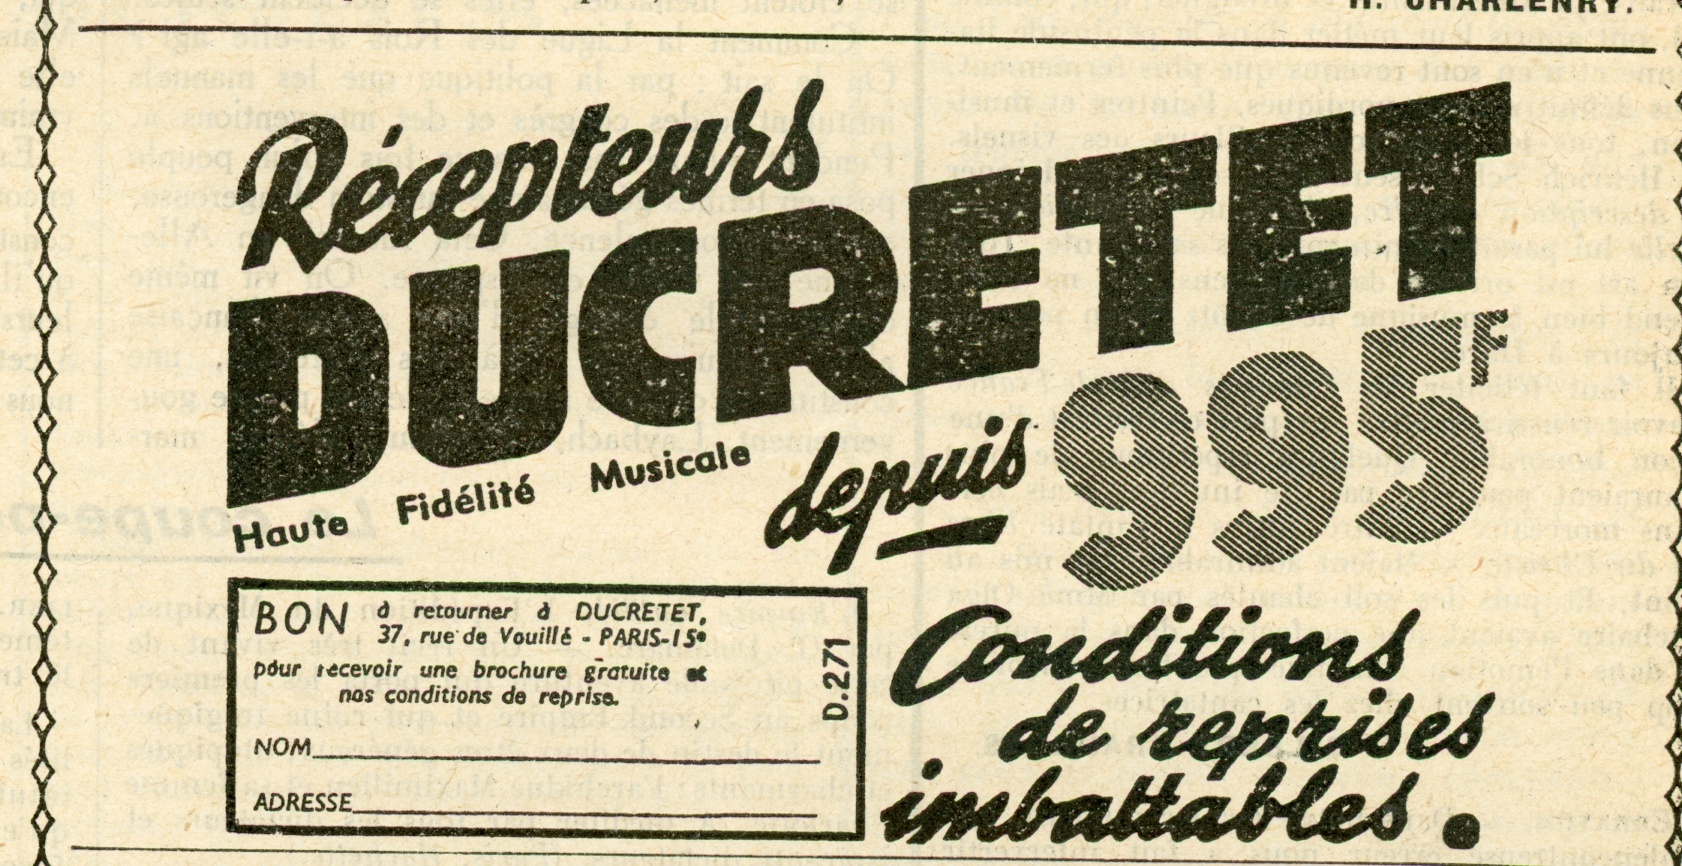 H. CHARLENRY.
Récepteurs
DUCRETET
Haute Fidélité Musicale
depuis 995F
BON à retourner à DUCRETET,
37, rue de Vouillé - PARIS-15e
pour recevoir une brochure gratuite et
nos conditions de reprise.
NOM
ADRESSE
D.271
Conditions
de reprises
imbattables.